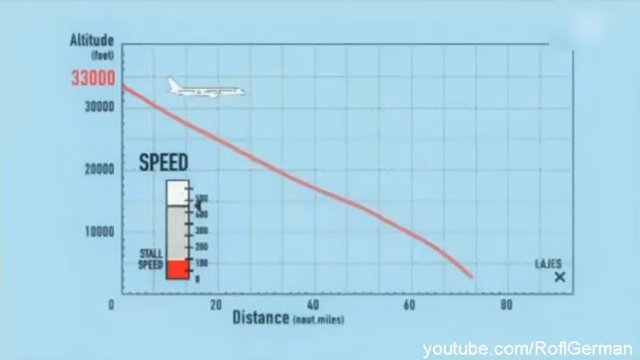 Altitude
(feet)
33000
30000
SPEED
20000
500
400
300
10000
STALL
SPEED
200
100
0
LAJES
0 20 40 60 80
Distance (naut.miles)
youtube.com/RoflGerman